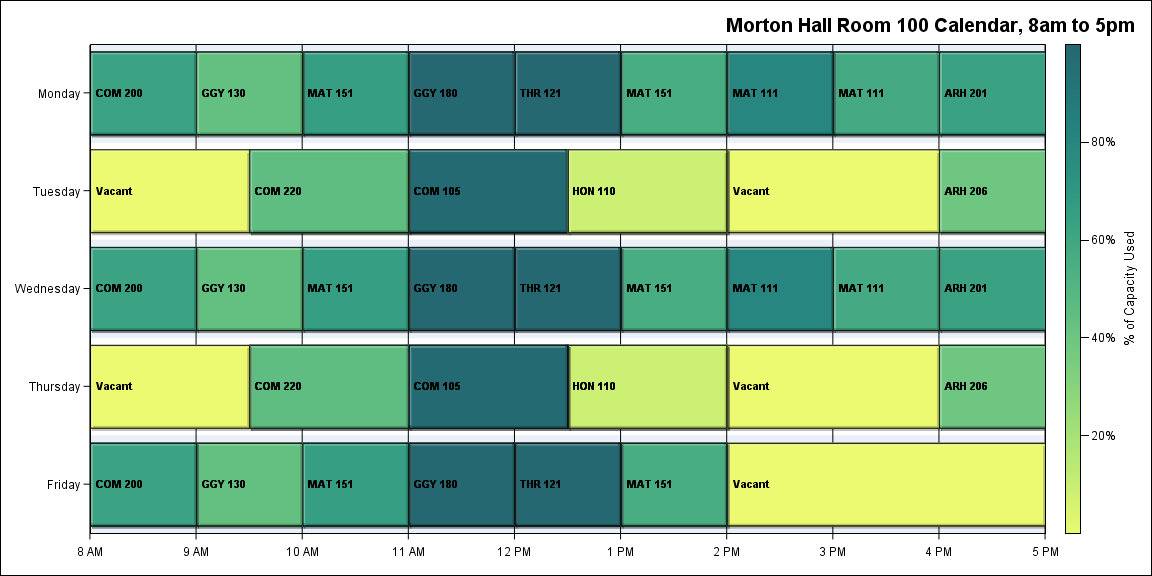 Morton Hall Room 100 Calendar, 8am to 5pm
Monday
COM 200
GGY 130
MAT 151
GGY 180
THR 121
MAT 151
MAT 111
MAT 111
ARH 201
Tuesday
Vacant
COM 220
COM 105
HON 110
Vacant
ARH 206
Wednesday
COM 200
GGY 130
MAT 151
GGY 180
THR 121
MAT 151
MAT 111
MAT 111
ARH 201
Thursday
Vacant
COM 220
COM 105
HON 110
Vacant
ARH 206
Friday
COM 200
GGY 130
MAT 151
GGY 180
THR 121
MAT 151
Vacant
8 AM
9 AM
10 AM
11 AM
12 PM
1 PM
2 PM
3 PM
4 PM
5 PM
80%
60%
40%
20%
% of Capacity Used